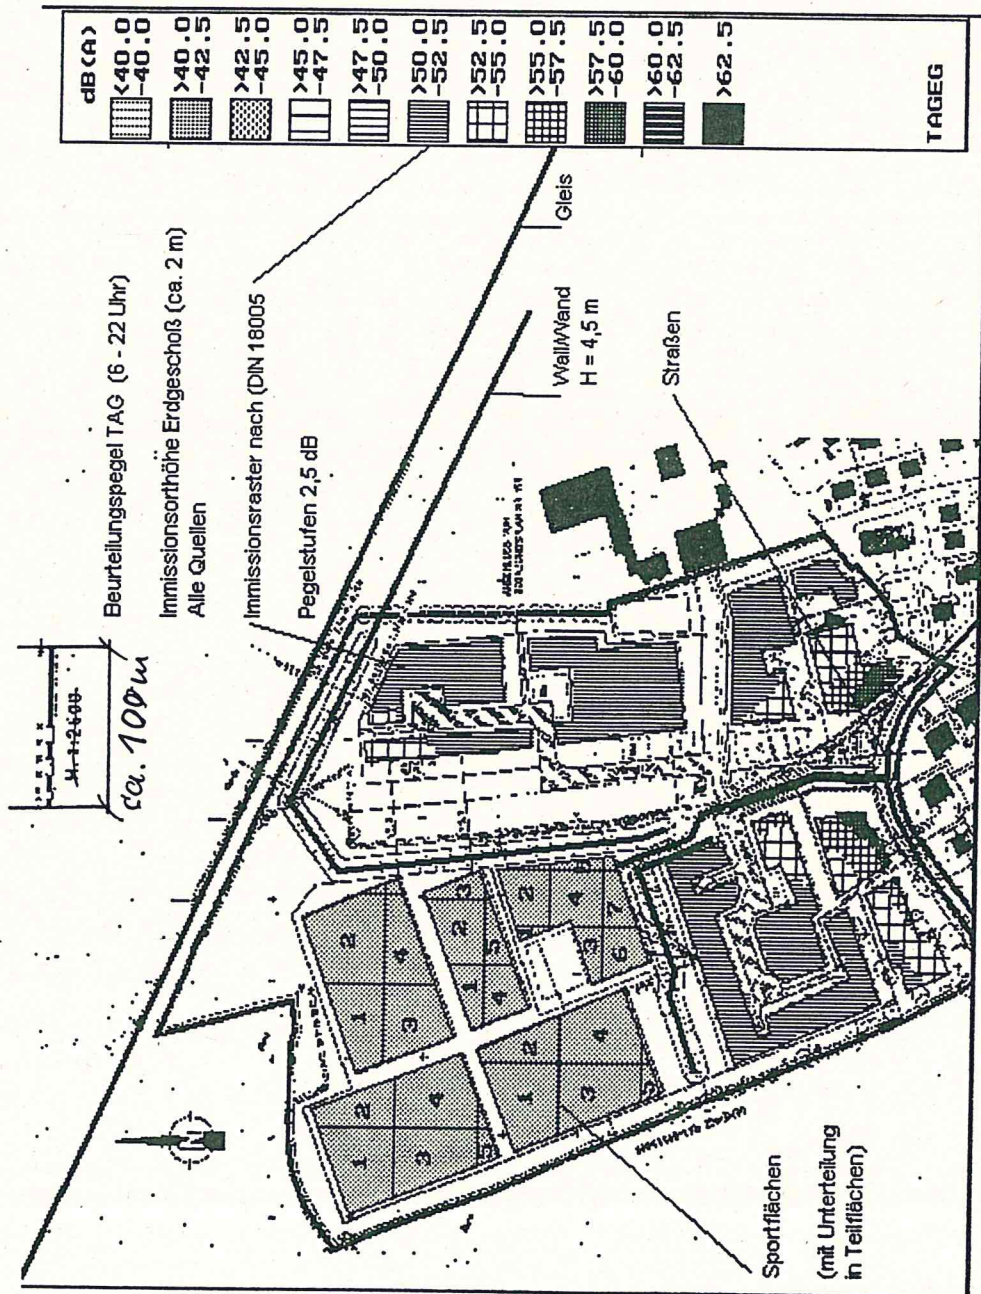 dB(A)
<40.0
-40.0
>40.0
-42.5
>42.5
-45.0
>45.0
-47.5
>47.5
-50.0
>50.0
-52.5
>52.5
-55.0
>55.0
-57.5
>57.5
-60.0
>60.0
-62.5
>62.5
TAGEG
ca. 100m
Beurteilungspegel TAG (6 - 22 Uhr)
Immissionsorthöhe Erdgeschoß (ca. 2 m)
Alle Quellen
Immissionsraster nach (DIN 18005
Pegelstufen 2,5 dB
Gleis
Wall/Wand
H = 4,5 m
Straßen
N
1 2
3 4
5
1 2
3 4
1 2 3
4 5
1 2
3 4
5
2
3 4
6 7
Sportflächen
(mit Unterteilung
in Teilflächen)